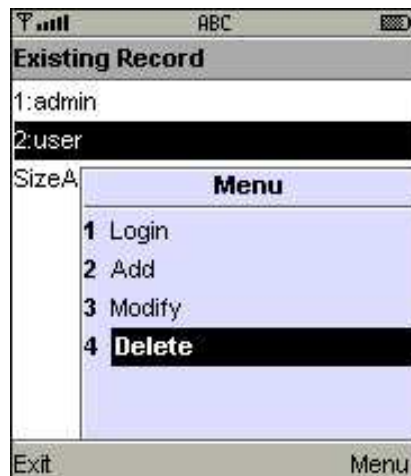 ABC
Existing Record
1:admin
2:user
SizeA
Menu
1 Login
2 Add
3 Modify
4 Delete
Exit Menu